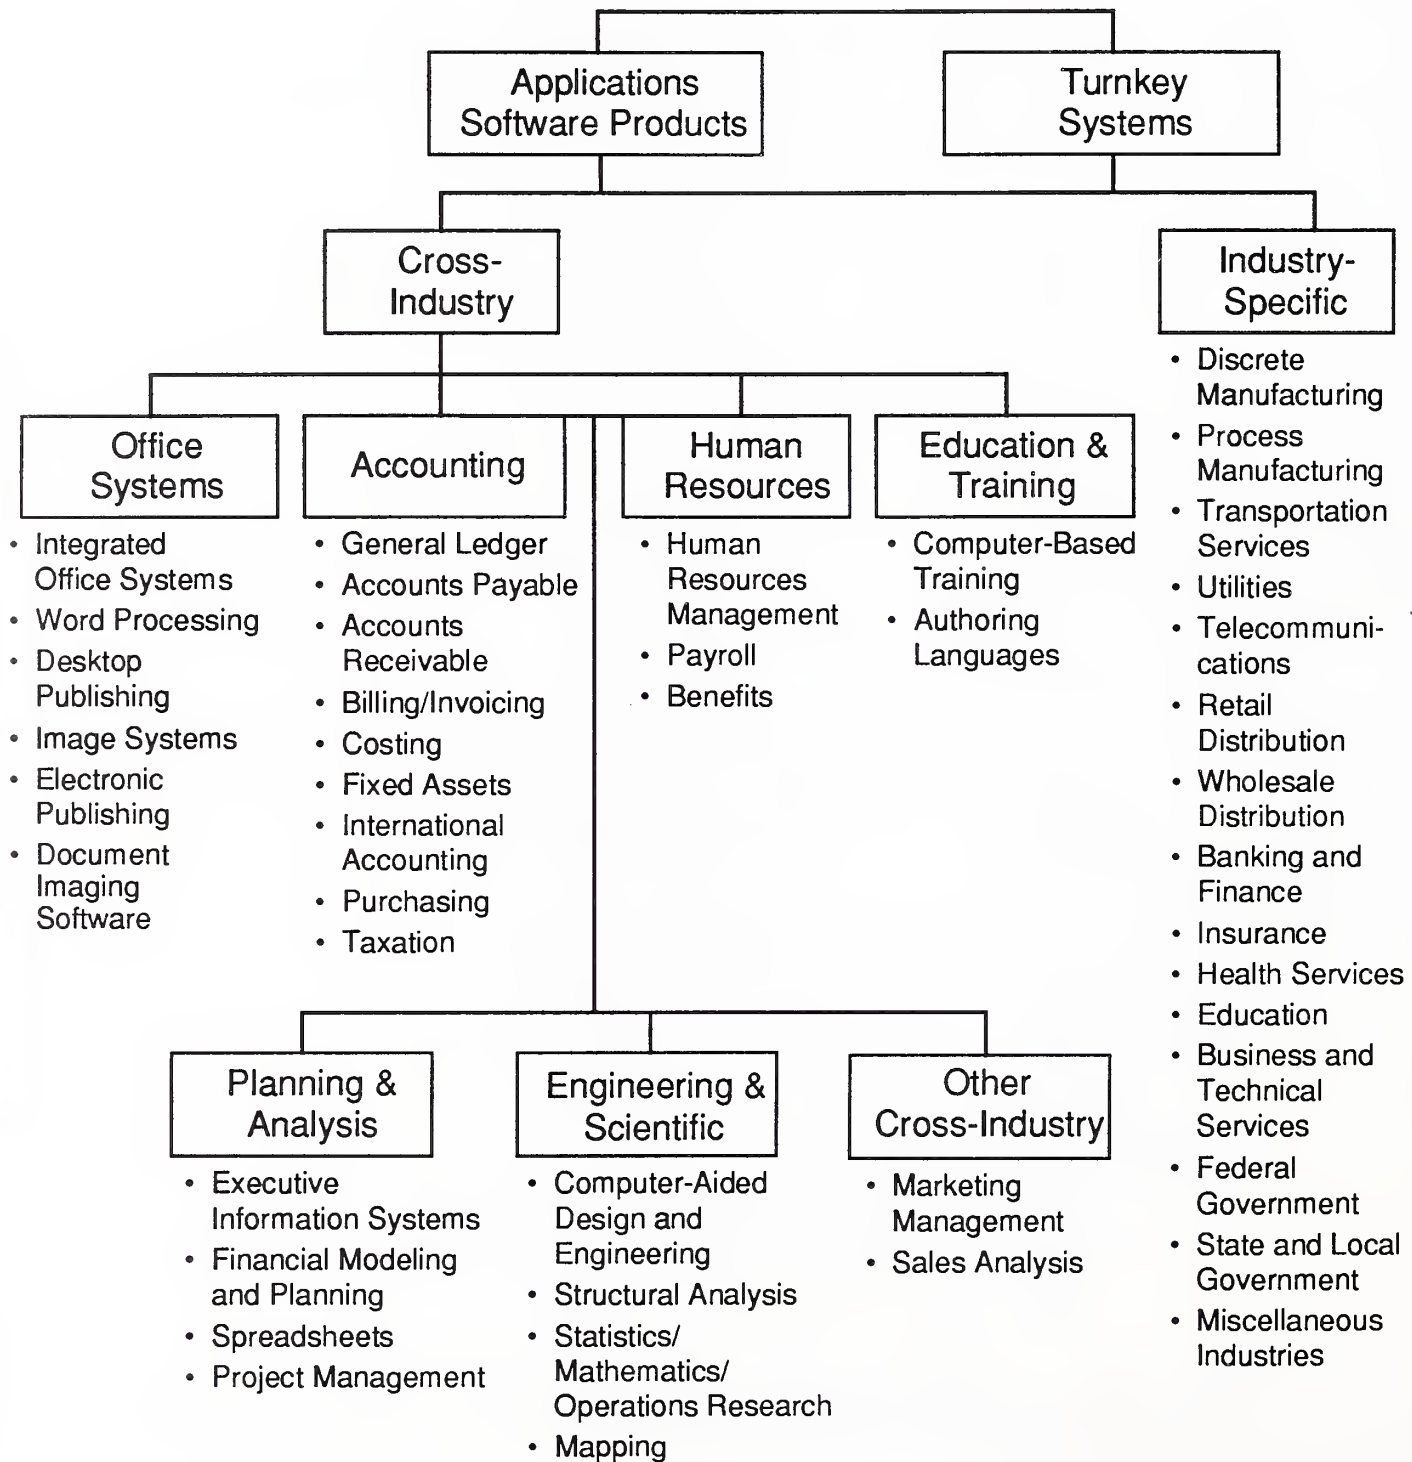 Applications
Software Products
Turnkey
Systems
Cross-
Industry
Industry-
Specific
Office
Systems
• Integrated
Office Systems
• Word Processing
• Desktop
Publishing
• Image Systems
• Electronic
Publishing
• Document
Imaging
Software
Accounting
• General Ledger
• Accounts Payable
• Accounts
Receivable
• Billing/Invoicing
• Costing
• Fixed Assets
• International
Accounting
• Purchasing
• Taxation
Human
Resources
• Human
Resources
Management
• Payroll
• Benefits
Education &
Training
• Computer-Based
Training
• Authoring
Languages
• Discrete
Manufacturing
• Process
Manufacturing
• Transportation
Services
• Utilities
• Telecommuni-
cations
• Retail
Distribution
• Wholesale
Distribution
• Banking and
Finance
• Insurance
• Health Services
• Education
• Business and
Technical
Services
• Federal
Government
• State and Local
Government
• Miscellaneous
Industries
Planning &
Analysis
• Executive
Information Systems
• Financial Modeling
and Planning
• Spreadsheets
• Project Management
Engineering &
Scientific
• Computer-Aided
Design and
Engineering
• Structural Analysis
• Statistics/
Mathematics/
Operations Research
• Mapping
Other
Cross-Industry
• Marketing
Management
• Sales Analysis